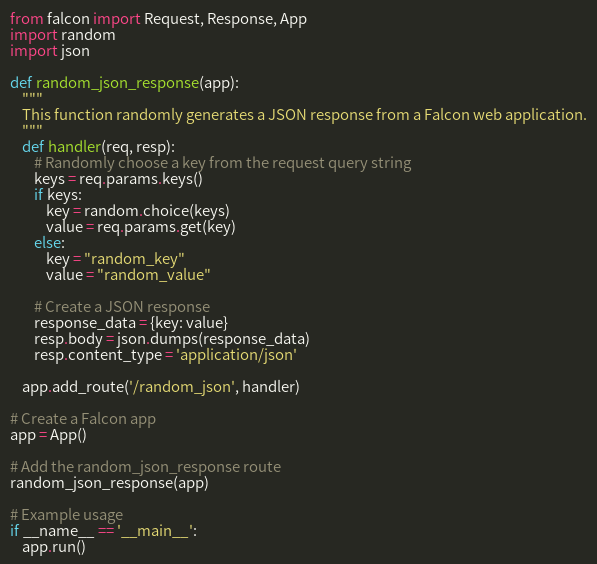 from falcon import Request, Response, App
import random
import json

def random_json_response(app):
    """
    This function randomly generates a JSON response from a Falcon web application.
    """
    def handler(req, resp):
        # Randomly choose a key from the request query string
        keys = req.params.keys()
        if keys:
            key = random.choice(keys)
            value = req.params.get(key)
        else:
            key = "random_key"
            value = "random_value"

        # Create a JSON response
        response_data = {key: value}
        resp.body = json.dumps(response_data)
        resp.content_type = 'application/json'

    app.add_route('/random_json', handler)

# Create a Falcon app
app = App()

# Add the random_json_response route
random_json_response(app)

# Example usage
if __name__ == '__main__':
    app.run()